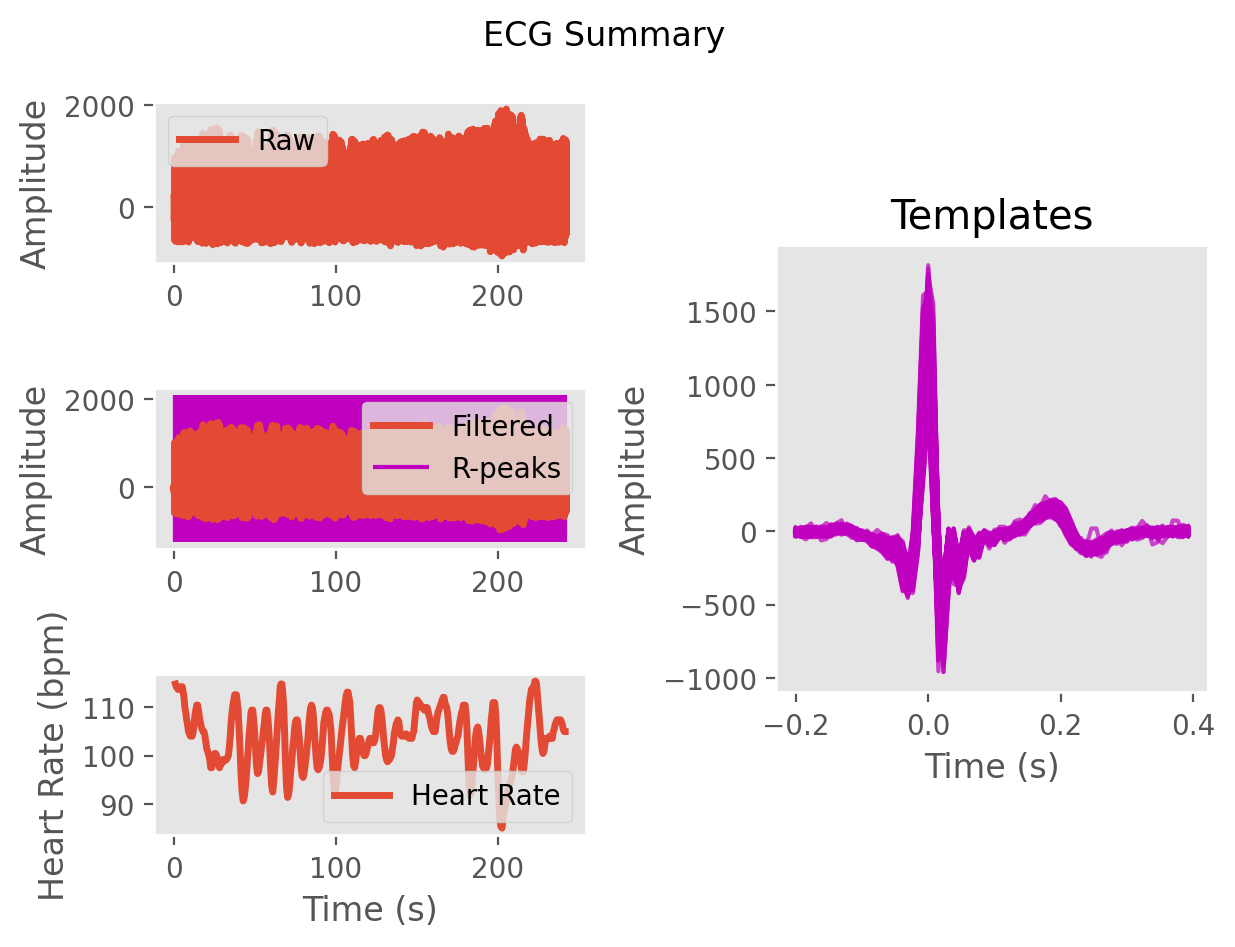 ECG Summary
Amplitude
2000
0
Raw
0 100 200
Amplitude
2000
0
Filtered
R-peaks
0 100 200
Heart Rate (bpm)
110
100
90
Heart Rate
0 100 200
Time (s)
Templates
Amplitude
1500
1000
500
0
−500
−1000
−0.2 0.0 0.2 0.4
Time (s)